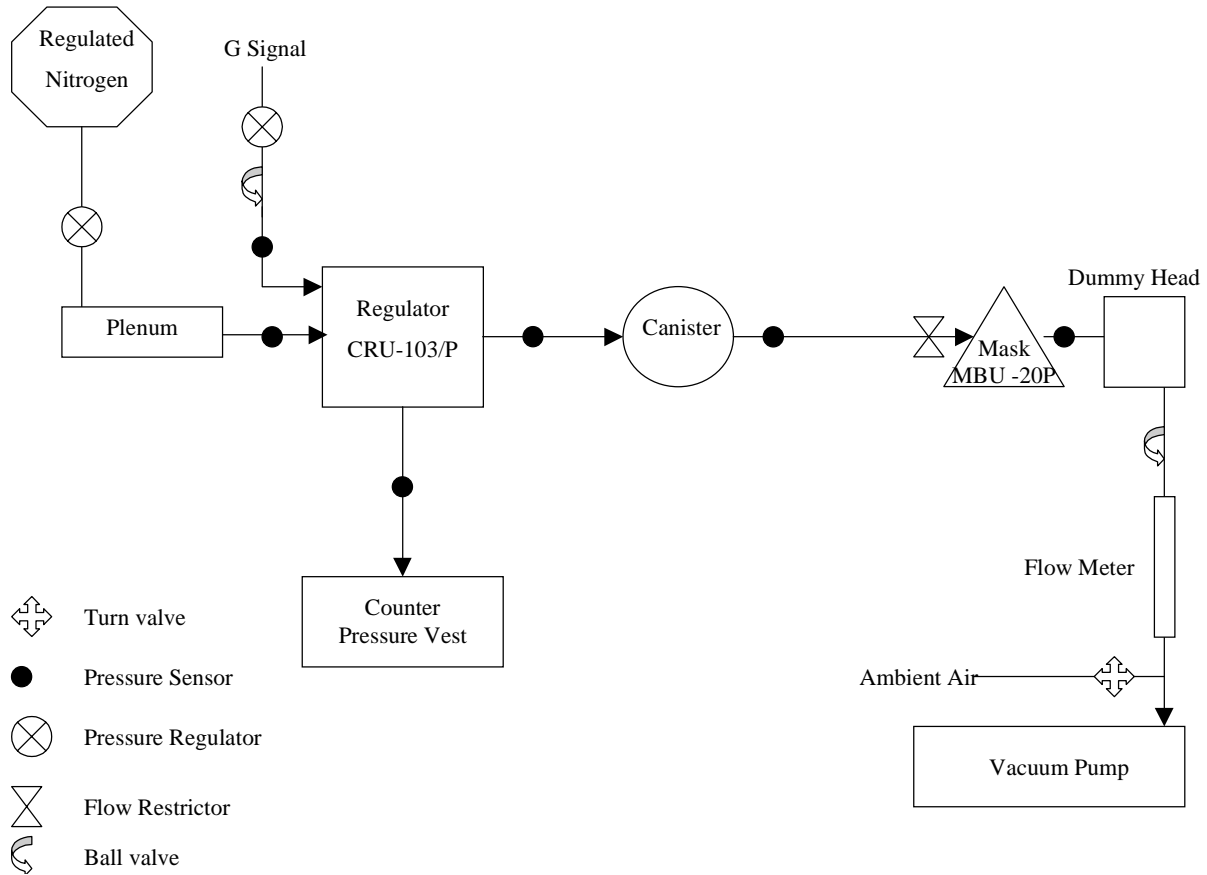 Regulated
Nitrogen
G Signal
Plenum
Regulator
CRU-103/P
Canister
Mask
MBU -20P
Dummy Head
Counter
Pressure Vest
Flow Meter
Ambient Air
Vacuum Pump
Turn valve
Pressure Sensor
Pressure Regulator
Flow Restrictor
Ball valve